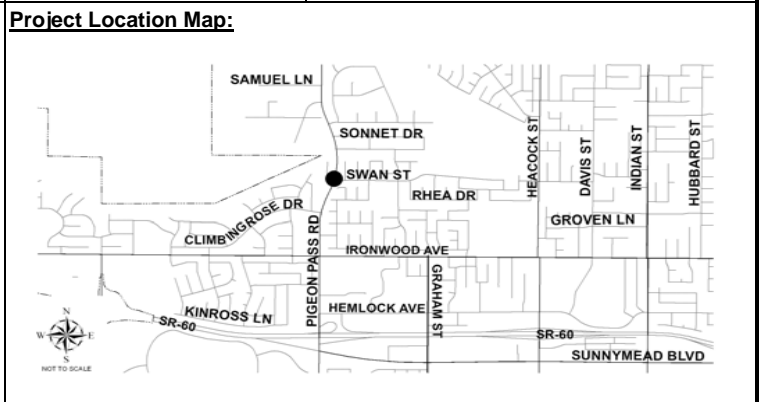 Project Location Map:
SAMUEL LN
SONNET DR
SWAN ST
RHEA DR
HEACOCK ST
DAVIS ST
INDIAN ST
HUBBARD ST
GROVEN LN
CLIMBINGROSE DR
PIGEON PASS RD
IRONWOOD AVE
GRAHAM ST
KINROSS LN
HEMLOCK AVE
SR-60
SR-60
SUNNYMEAD BLVD
N
W
E
S
NOT TO SCALE